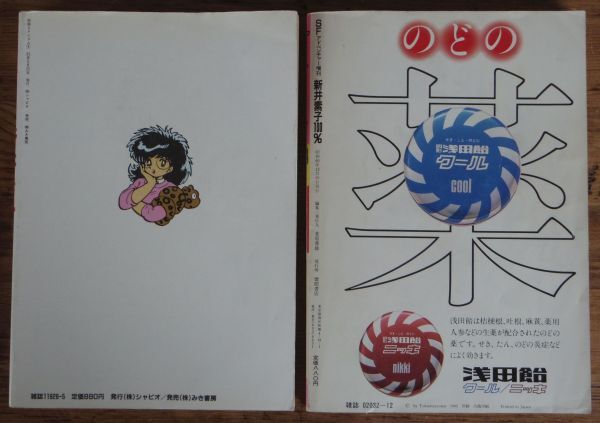 雑誌11626-5 定価880円 発行(株)シャピオ/発売(株)みき書房
SFアドベンチャー増刊
新井素子100%
定価八八〇円
のどの
薬
浅田飴
クール
cool
浅田飴
ニッキ
nikki
浅田飴は桔梗根、吐根、麻黄、薬用
人参などの生薬が配合されたのどの
薬です。せき、たん、のどの炎症など
によく効きます。
浅田飴
クール/ニッキ
雑誌 02032-12
Printed in Japan